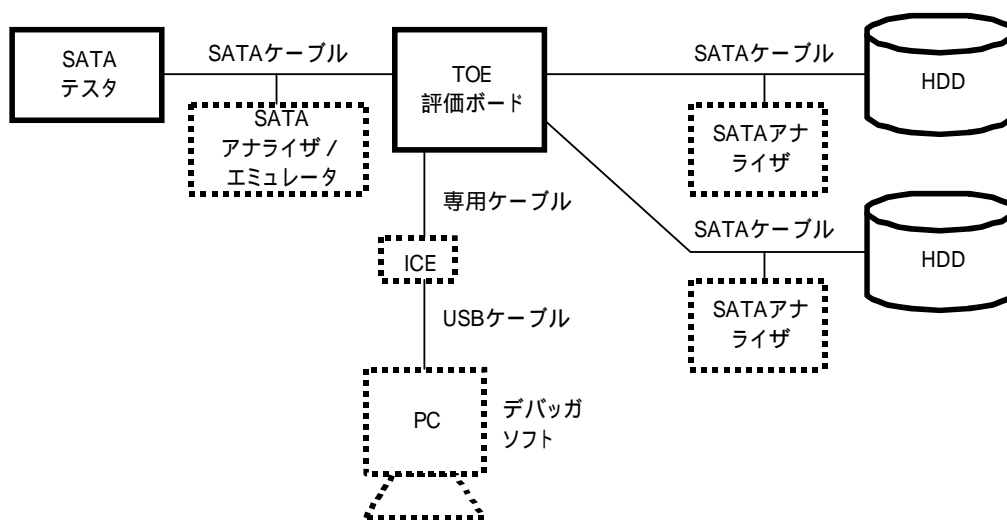 SATA
テスタ
SATAケーブル
SATA
アナライザ /
エミュレータ
TOE
評価ボード
SATAケーブル
SATAアナ
ライザ
HDD
専用ケーブル
ICE
USBケーブル
PC
デバッガ
ソフト
SATAケーブル
SATAアナ
ライザ
HDD